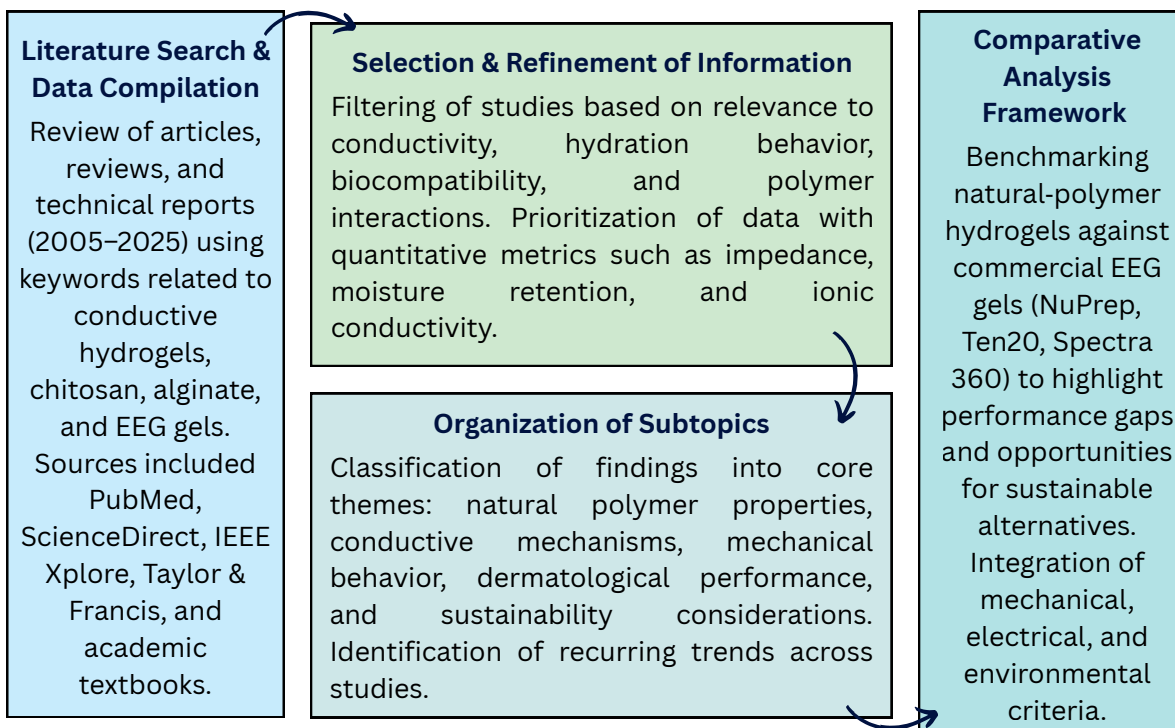 Literature Search &
Data Compilation
Review of articles,
reviews, and
technical reports
(2005–2025) using
keywords related to
conductive
hydrogels,
chitosan, alginate,
and EEG gels.
Sources included
PubMed,
ScienceDirect, IEEE
Xplore, Taylor &
Francis, and
academic
textbooks.
Selection & Refinement of Information
Filtering of studies based on relevance to
conductivity, hydration behavior,
biocompatibility, and polymer
interactions. Prioritization of data with
quantitative metrics such as impedance,
moisture retention, and ionic
conductivity.
Organization of Subtopics
Classification of findings into core
themes: natural polymer properties,
conductive mechanisms, mechanical
behavior, dermatological performance,
and sustainability considerations.
Identification of recurring trends across
studies.
Comparative
Analysis
Framework
Benchmarking
natural-polymer
hydrogels against
commercial EEG
gels (NuPrep,
Ten20, Spectra
360) to highlight
performance gaps
and opportunities
for sustainable
alternatives.
Integration of
mechanical,
electrical, and
environmental
criteria.